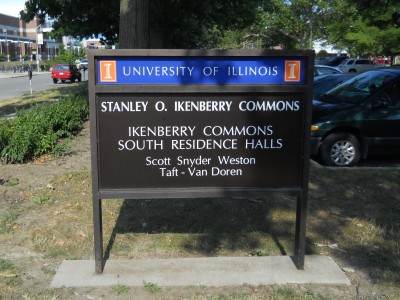 I UNIVERSITY OF ILLINOIS I
STANLEY O. IKENBERRY COMMONS
IKENBERRY COMMONS
SOUTH RESIDENCE HALLS
Scott Snyder Weston
Taft - Van Doren